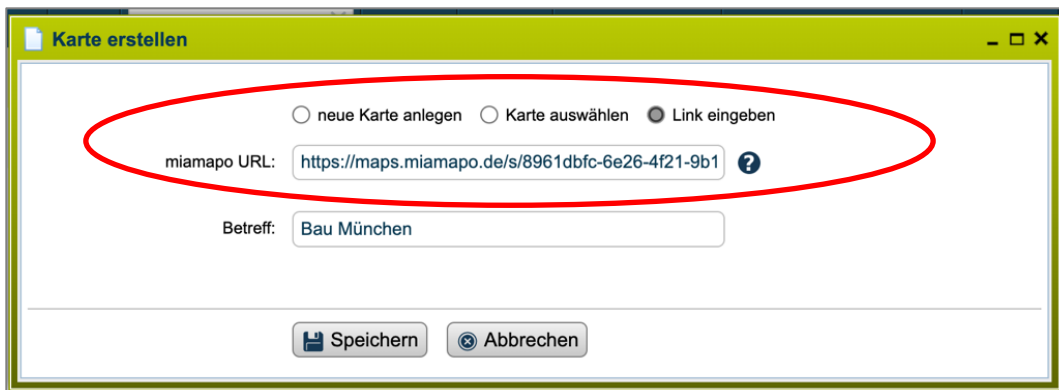 Karte erstellen
neue Karte anlegen Karte auswählen Link eingeben
miamapo URL: https://maps.miamapo.de/s/8961dbfc-6e26-4f21-9b1
Betreff: Bau München
Speichern Abbrechen